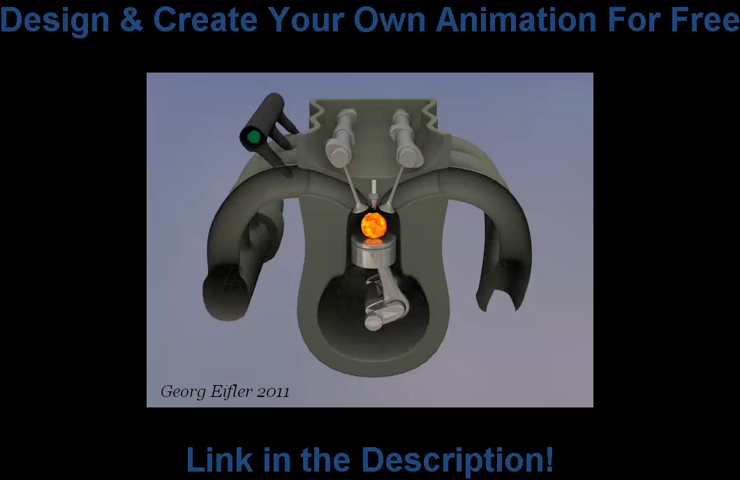 Design & Create Your Own Animation For Free
Georg Eifler 2011
Link in the Description!